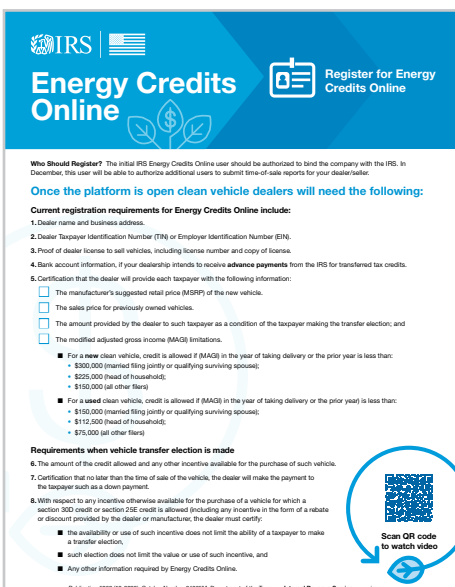 IRS
Energy Credits
Online
Register for Energy
Credits Online
Who Should Register? The initial IRS Energy Credits Online user should be authorized to bind the company with the IRS. In
December, this user will be able to authorize additional users to submit time-of-sale reports for your dealer/seller.
Once the platform is open clean vehicle dealers will need the following:
Current registration requirements for Energy Credits Online include:
1. Dealer name and business address.
2. Dealer Taxpayer Identification Number (TIN) or Employer Identification Number (EIN).
3. Proof of dealer license to sell vehicles, including license number and copy of license.
4. Bank account information, if your dealership intends to receive advance payments from the IRS for transferred tax credits.
5. Certification that the dealer will provide each taxpayer with the following information:
The manufacturer's suggested retail price (MSRP) of the new vehicle.
The sales price for previously owned vehicles.
The amount provided by the dealer to such taxpayer as a condition of the taxpayer making the transfer election; and
The modified adjusted gross income (MAGI) limitations.
■ For a new clean vehicle, credit is allowed if (MAGI) in the year of taking delivery or the prior year is less than:
• $300,000 (married filing jointly or qualifying surviving spouse);
• $225,000 (head of household);
• $150,000 (all other filers)
■ For a used clean vehicle, credit is allowed if (MAGI) in the year of taking delivery or the prior year) is less than:
• $150,000 (married filing jointly or qualifying surviving spouse);
• $112,500 (head of household);
• $75,000 (all other filers)
Requirements when vehicle transfer election is made
6. The amount of the credit allowed and any other incentive available for the purchase of such vehicle.
7. Certification that no later than the time of sale of the vehicle, the dealer will make the payment to
the taxpayer such as a down payment.
8. With respect to any incentive otherwise available for the purchase of a vehicle for which a
section 30D credit or section 25E credit is allowed (including any incentive in the form of a rebate
or discount provided by the dealer or manufacturer, the dealer must certify:
■ the availability or use of such incentive does not limit the ability of a taxpayer to make
a transfer election,
■ such election does not limit the value or use of such incentive, and
■ Any other information required by Energy Credits Online.
Scan QR code
to watch video